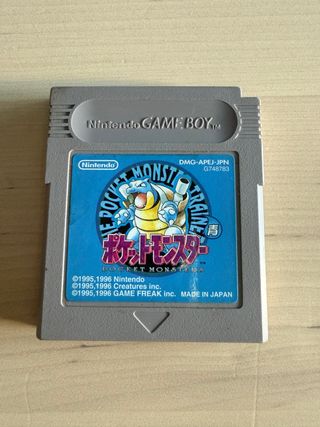 Nintendo GAME BOY TM
Nintendo
DMG-APEJ-JPN
G748783
THE POCKET MONSTER TRAINER
青
ポケットモンスター
POCKET MONSTERS
©1995,1996 Nintendo
©1995,1996 Creatures inc.
©1995,1996 GAME FREAK inc.
MADE IN JAPAN